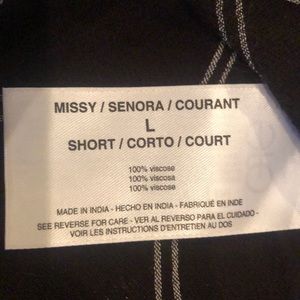 MISSY / SENORA / COURANT
L
SHORT / CORTO / COURT
100% viscose
100% viscosa
100% viscose
MADE IN INDIA - HECHO EN INDIA - FABRIQUÉ EN INDE
SEE REVERSE FOR CARE - VER AL REVERSO PARA EL CUIDADO -
VOIR LES INSTRUCTIONS D'ENTRETIEN AU DOS